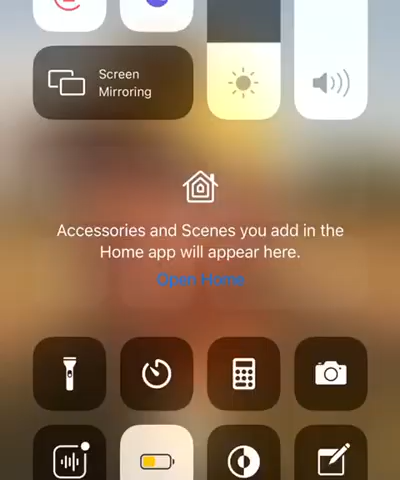 Screen
Mirroring
Accessories and Scenes you add in the
Home app will appear here.
Open Home